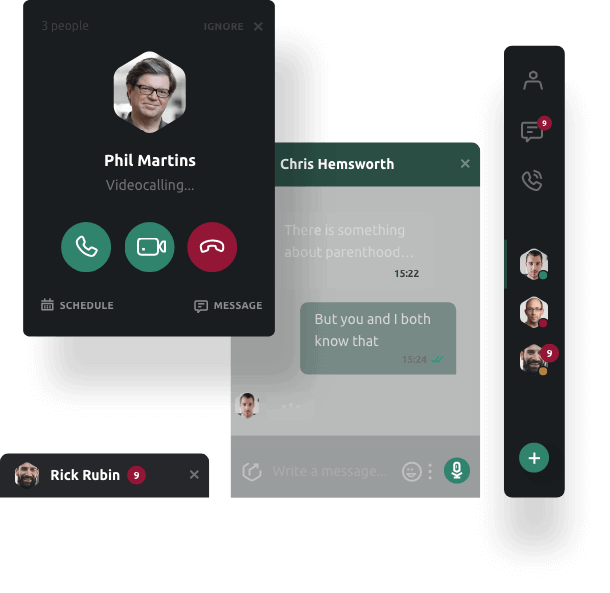 3 people
IGNORE
Phil Martins
Videocalling...
SCHEDULE
MESSAGE
Chris Hemsworth
There is something
about parenthood...
15:22
But you and I both
know that
15:24
Write a message...
Rick Rubin 9
9
9